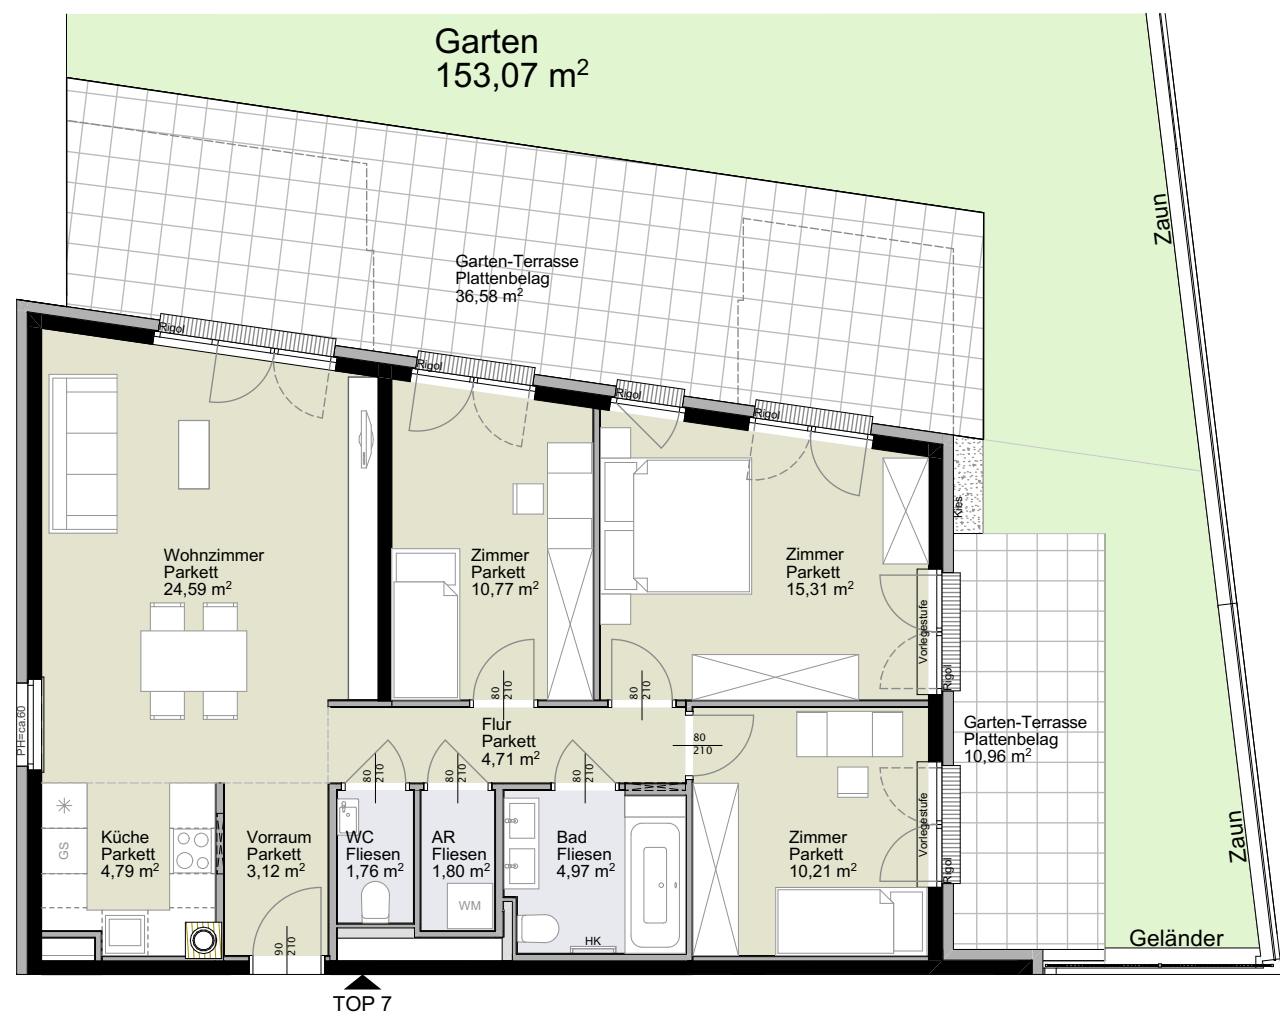 Garten
153,07 m²
Zaun
Garten-Terrasse
Plattenbelag
36,58 m²
Rigol
Rigol
Rigol
Rigol
Kies
Wohnzimmer
Parkett
24,59 m²
Zimmer
Parkett
10,77 m²
Zimmer
Parkett
15,31 m²
Vorlegestufe
Rigol
80
210
80
210
PH=ca.60
Flur
Parkett
4,71 m²
80
210
Garten-Terrasse
Plattenbelag
10,96 m²
80
210
80
210
80
210
GS
Küche
Parkett
4,79 m²
Vorraum
Parkett
3,12 m²
WC
Fliesen
1,76 m²
AR
Fliesen
1,80 m²
WM
Bad
Fliesen
4,97 m²
HK
Zimmer
Parkett
10,21 m²
Vorlegestufe
Rigol
Zaun
90
210
Geländer
TOP 7